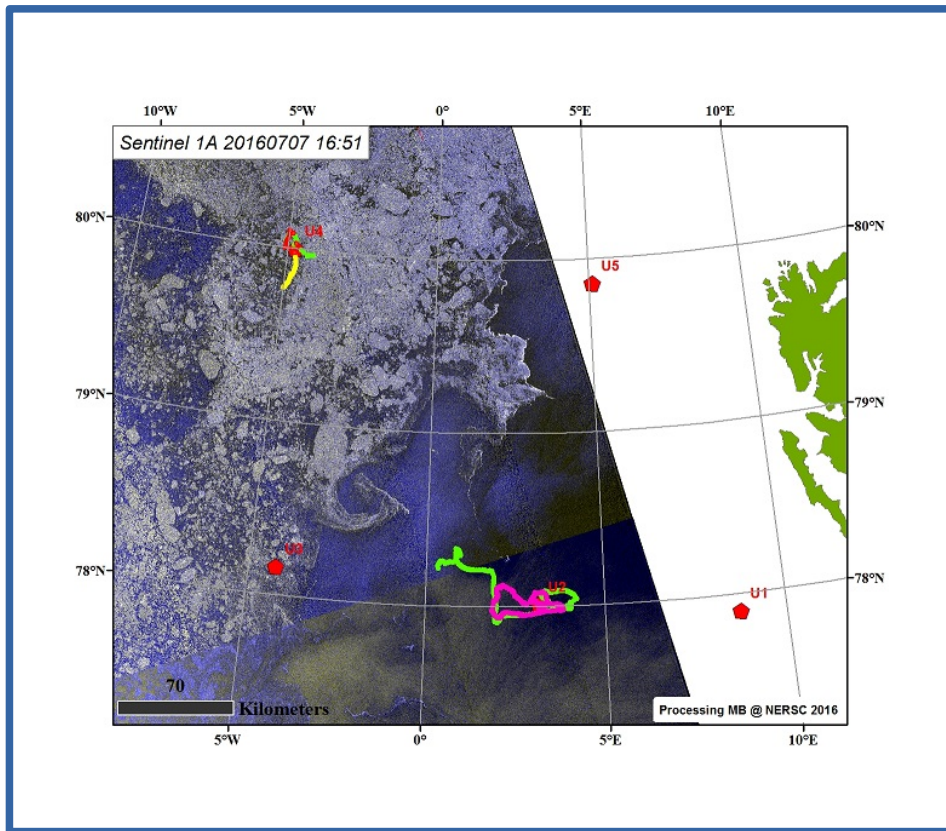 10°W 5°W 0° 5°E 10°E
Sentinel 1A 20160707 16:51
80°N 80°N
U4
U5
79°N 79°N
U3
78°N 78°N
U2
U1
70
Kilometers
Processing MB @ NERSC 2016
5°W 0° 5°E 10°E